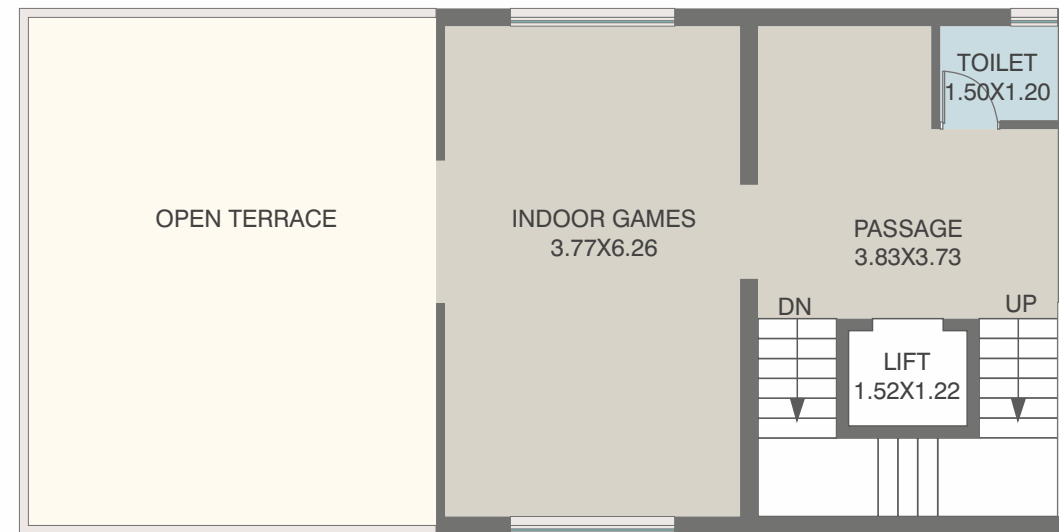 OPEN TERRACE
INDOOR GAMES
3.77X6.26
TOILET
1.50X1.20
PASSAGE
3.83X3.73
DN
UP
LIFT
1.52X1.22